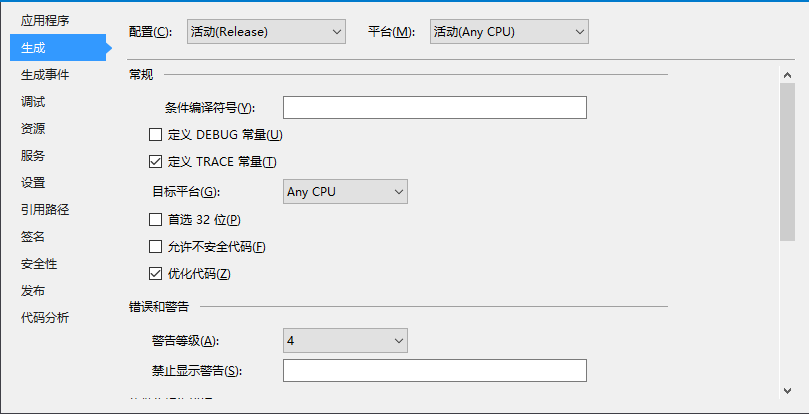 应用程序
生成
生成事件
调试
资源
服务
设置
引用路径
签名
安全性
发布
代码分析
配置(C): 活动(Release) 平台(M): 活动(Any CPU)
常规
条件编译符号(Y):
定义 DEBUG 常量(U)
定义 TRACE 常量(T)
目标平台(G): Any CPU
首选 32 位(P)
允许不安全代码(F)
优化代码(Z)
错误和警告
警告等级(A): 4
禁止显示警告(S):